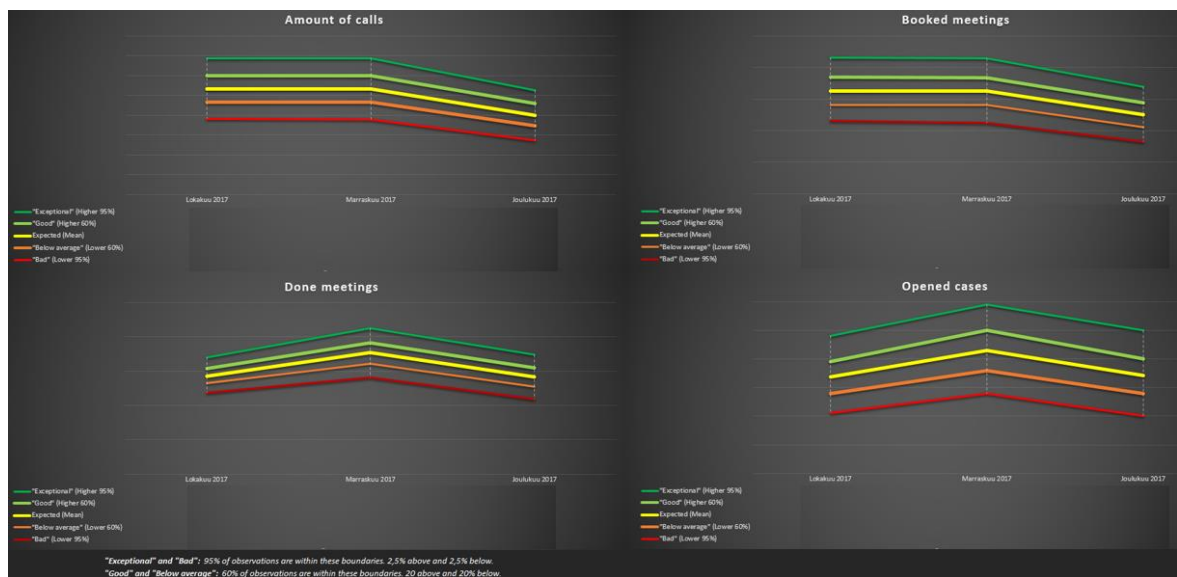 Amount of calls
Lokakuu 2017 Marraskuu 2017 Joulukuu 2017
"Exceptional" (Higher 95%)
"Good" (Higher 60%)
Expected (Mean)
"Below average" (Lower 60%)
"Bad" (Lower 95%)
Booked meetings
Lokakuu 2017 Marraskuu 2017 Joulukuu 2017
"Exceptional" (Higher 95%)
"Good" (Higher 60%)
Expected (Mean)
"Below average" (Lower 60%)
"Bad" (Lower 95%)
Done meetings
Lokakuu 2017 Marraskuu 2017 Joulukuu 2017
"Exceptional" (Higher 95%)
"Good" (Higher 60%)
Expected (Mean)
"Below average" (Lower 60%)
"Bad" (Lower 95%)
Opened cases
Lokakuu 2017 Marraskuu 2017 Joulukuu 2017
"Exceptional" (Higher 95%)
"Good" (Higher 60%)
Expected (Mean)
"Below average" (Lower 60%)
"Bad" (Lower 95%)
"Exceptional" and "Bad": 95% of observations are within these boundaries. 2,5% above and 2,5% below.
"Good" and "Below average": 60% of observations are within these boundaries. 20 above and 20% below.